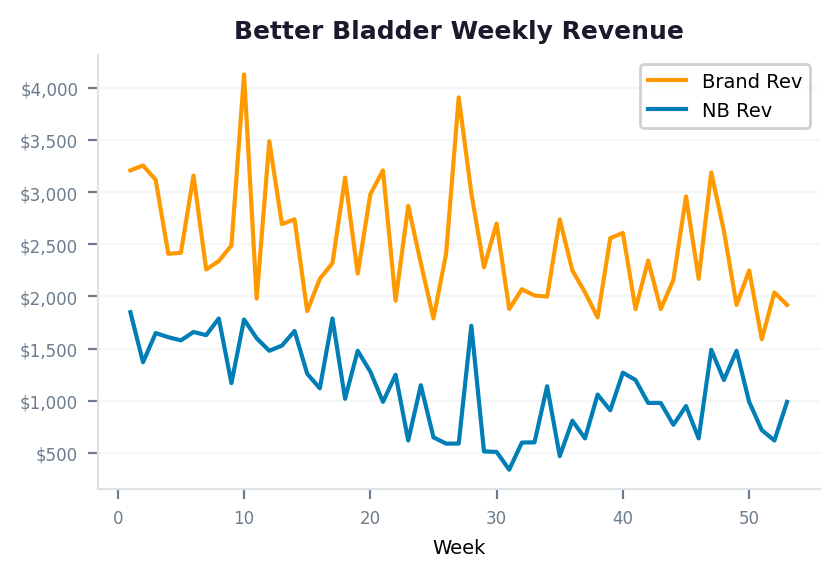 Better Bladder Weekly Revenue
Brand Rev
NB Rev
$4,000
$3,500
$3,000
$2,500
$2,000
$1,500
$1,000
$500
0 10 20 30 40 50
Week